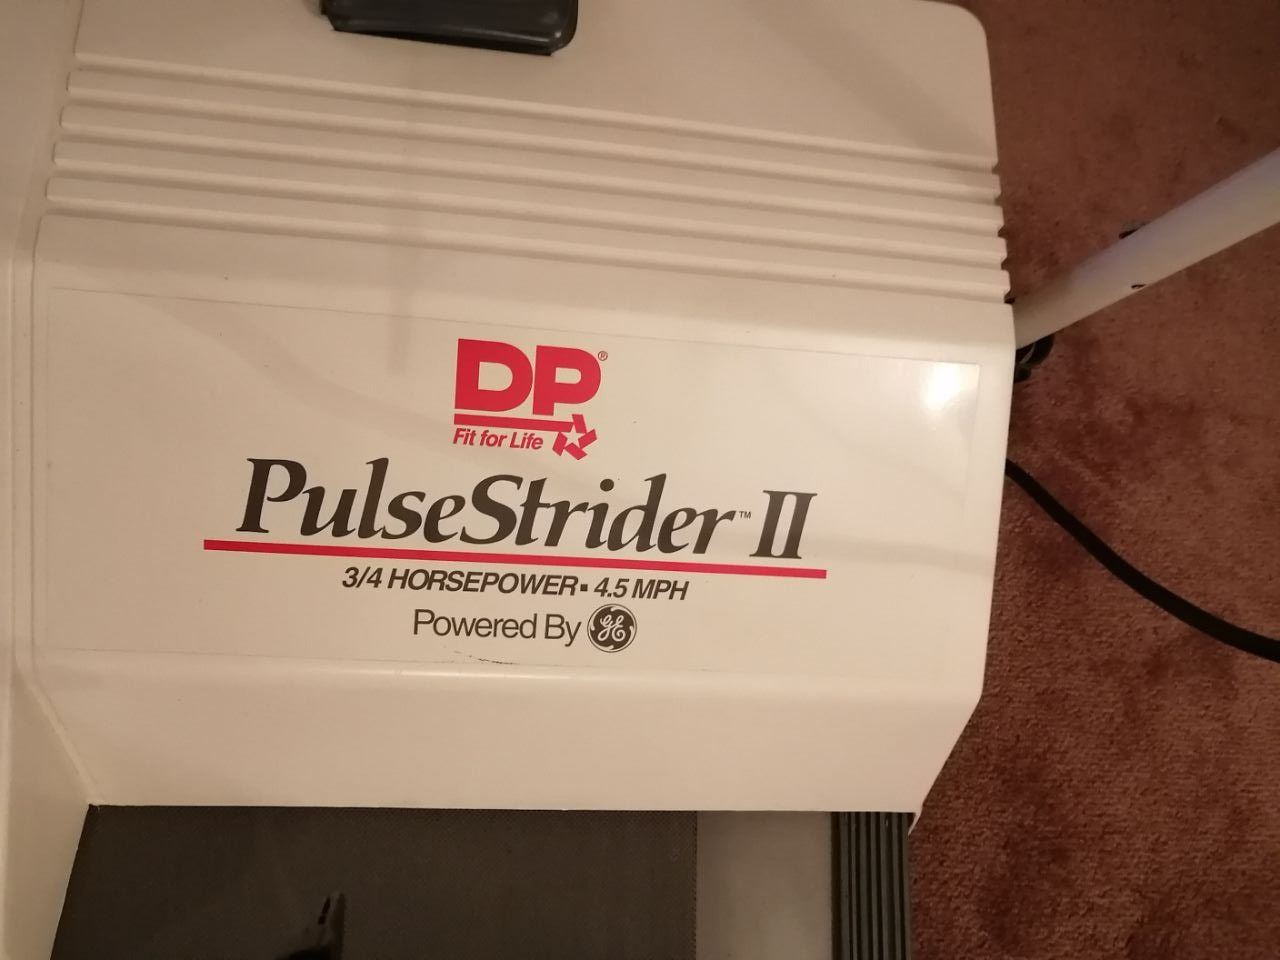 DP®
Fit for Life
PulseStrider™ II
3/4 HORSEPOWER▪4.5 MPH
Powered By GE